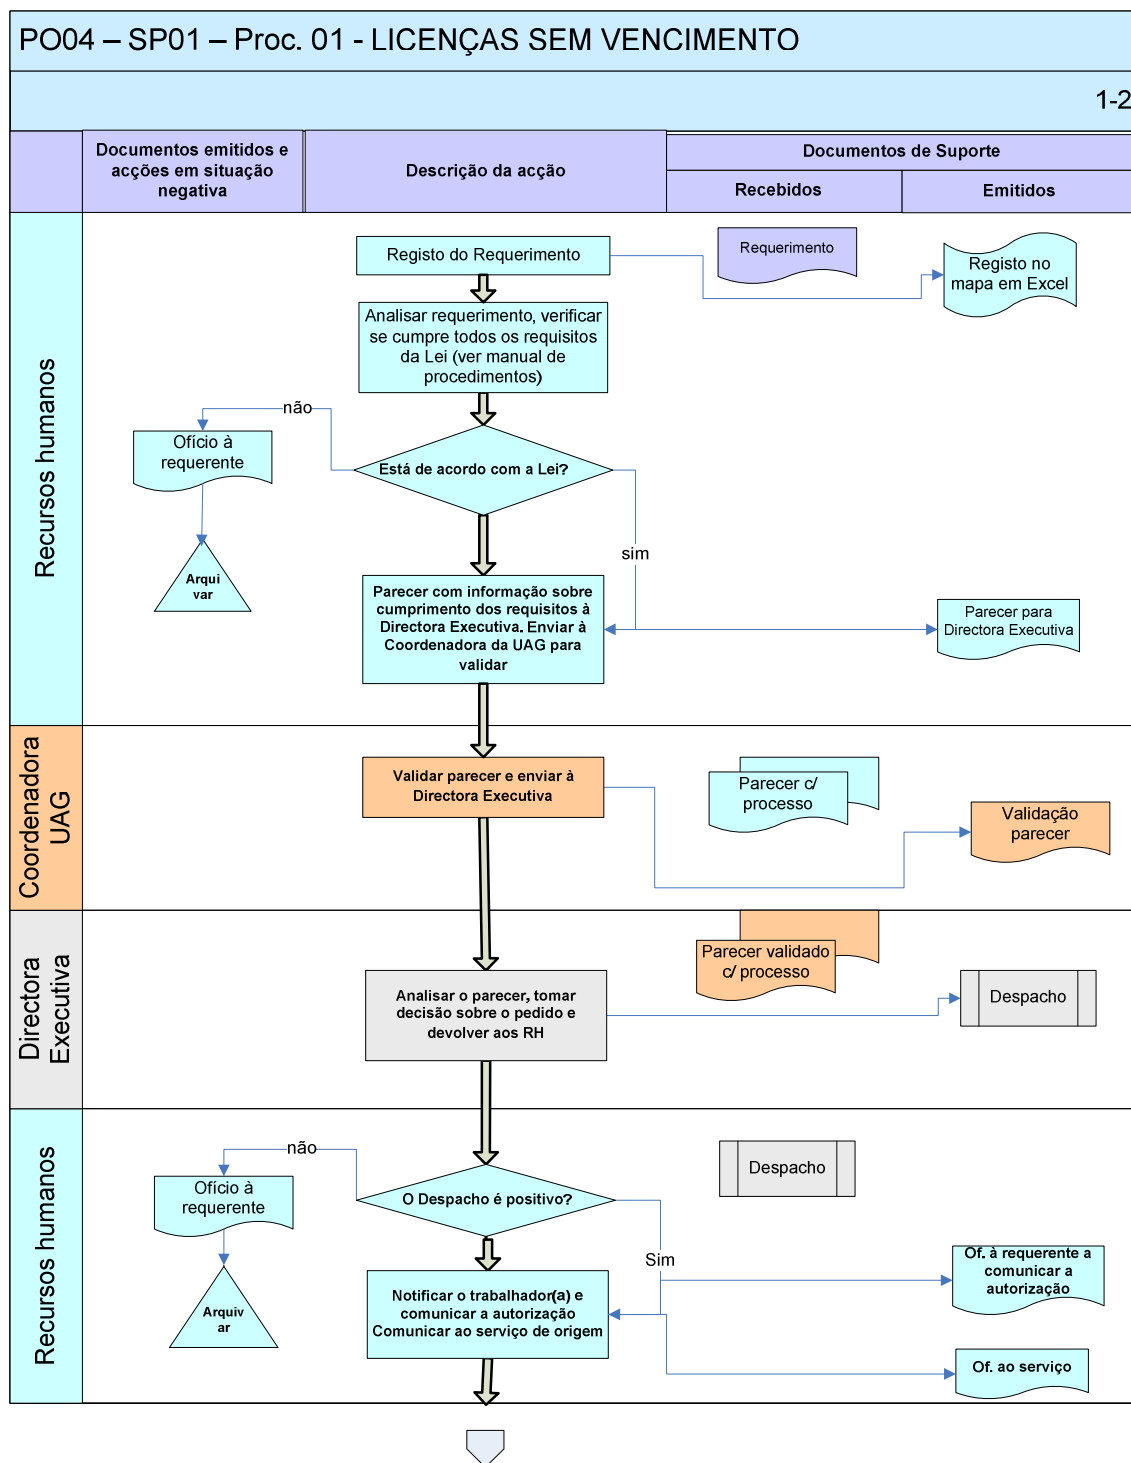 PO04 – SP01 – Proc. 01 - LICENÇAS SEM VENCIMENTO
1-2
Documentos emitidos e
acções em situação
negativa
Descrição da acção
Documentos de Suporte
Recebidos
Emitidos
Recursos humanos
Registo do Requerimento
Requerimento
Registo no
mapa em Excel
Analisar requerimento, verificar
se cumpre todos os requisitos
da Lei (ver manual de
procedimentos)
não
Ofício à
requerente
Está de acordo com a Lei?
sim
Arqui
var
Parecer com informação sobre
cumprimento dos requisitos à
Directora Executiva. Enviar à
Coordenadora da UAG para
validar
Parecer para
Directora Executiva
Coordenadora
UAG
Validar parecer e enviar à
Directora Executiva
Parecer c/
processo
Validação
parecer
Directora
Executiva
Parecer validado
c/ processo
Analisar o parecer, tomar
decisão sobre o pedido e
devolver aos RH
Despacho
Recursos humanos
não
Despacho
Ofício à
requerente
O Despacho é positivo?
Sim
Of. à requerente a
comunicar a
autorização
Arquiv
ar
Notificar o trabalhador(a) e
comunicar a autorização
Comunicar ao serviço de origem
Of. ao serviço